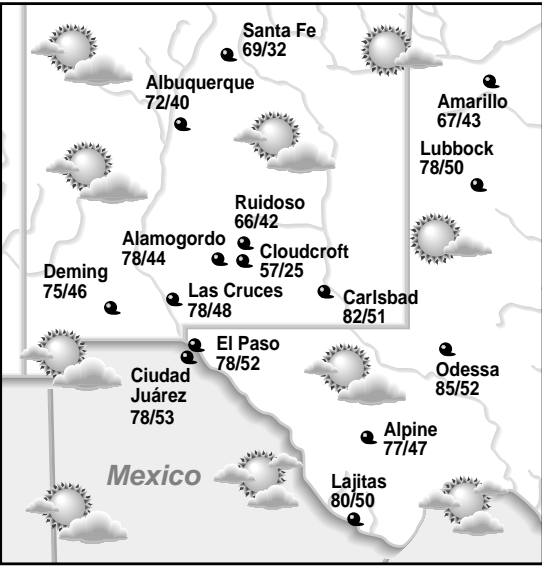 Santa Fe
69/32
Albuquerque
72/40
Amarillo
67/43
Lubbock
78/50
Ruidoso
66/42
Alamogordo
78/44
Cloudcroft
57/25
Deming
75/46
Las Cruces
78/48
Carlsbad
82/51
El Paso
78/52
Ciudad
Juárez
78/53
Odessa
85/52
Alpine
77/47
Mexico
Lajitas
80/50